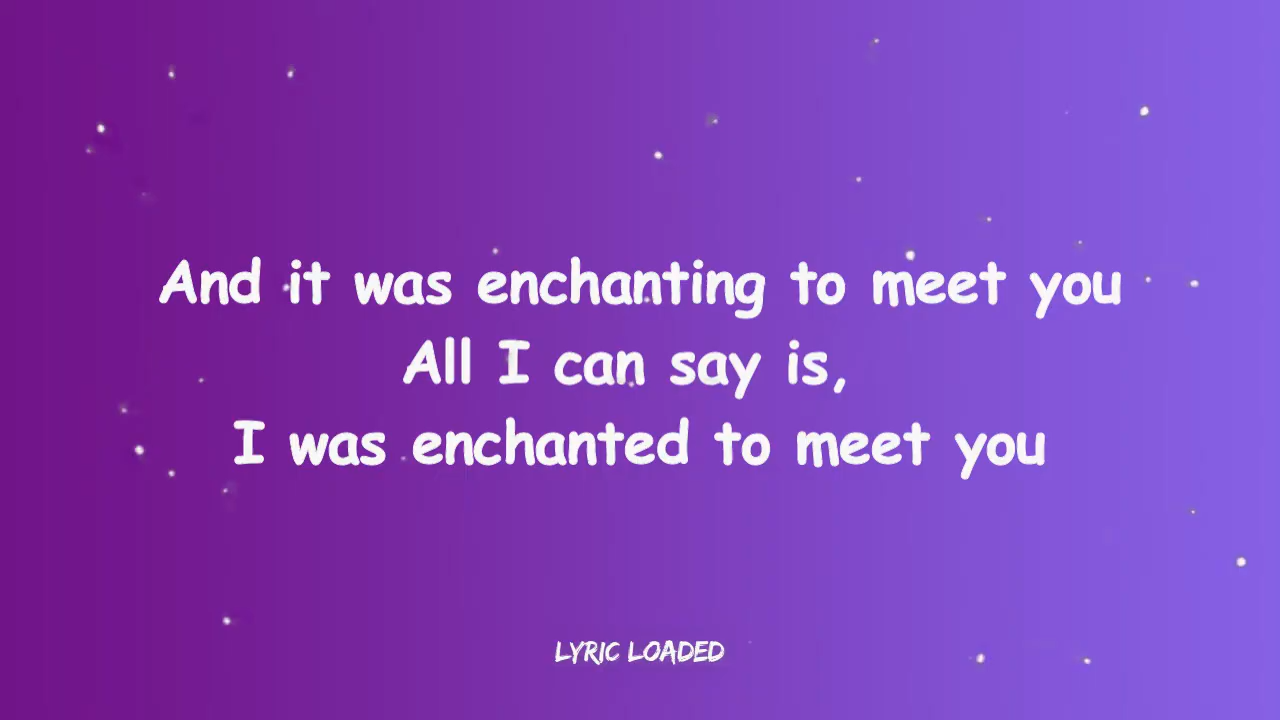 And it was enchanting to meet you
All I can say is,
I was enchanted to meet you
LYRIC LOADED